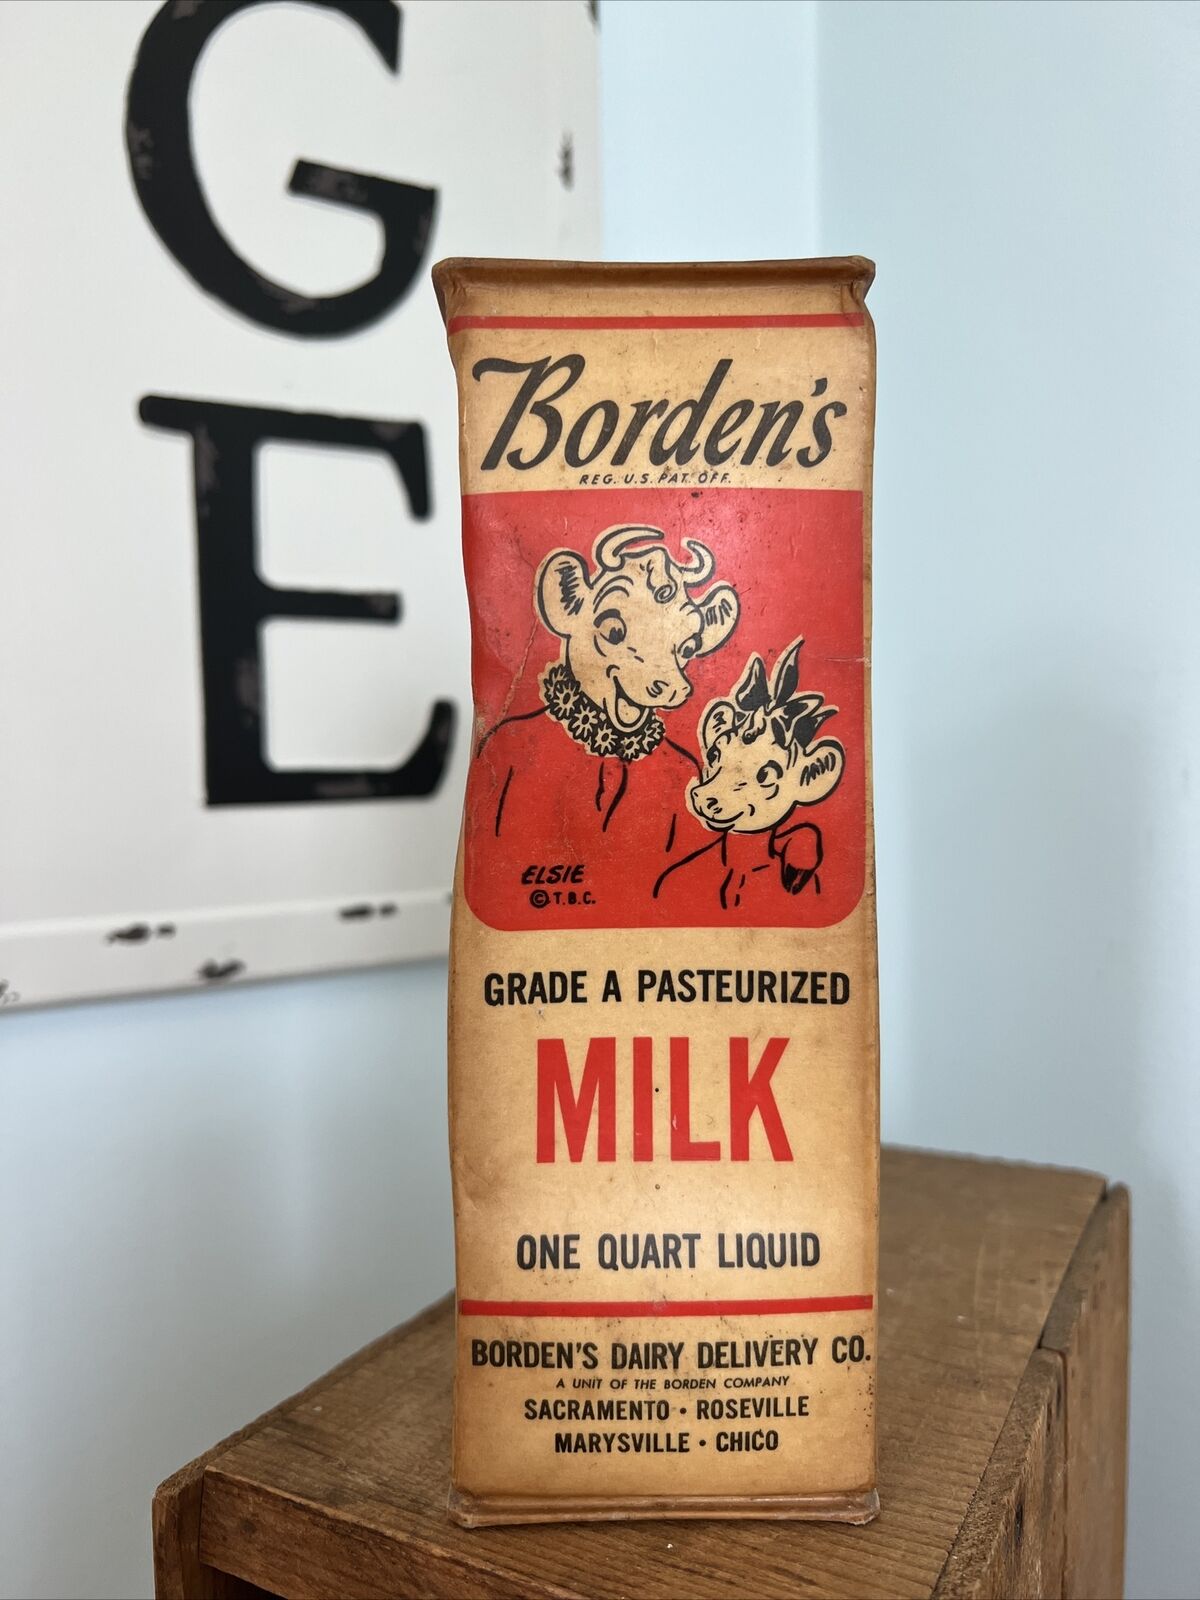 G
E
Borden's
REG. U.S. PAT. OFF.
ELSIE
© T.B.C.
GRADE A PASTEURIZED
MILK
ONE QUART LIQUID
BORDEN'S DAIRY DELIVERY CO.
A UNIT OF THE BORDEN COMPANY
SACRAMENTO • ROSEVILLE
MARYSVILLE • CHICO